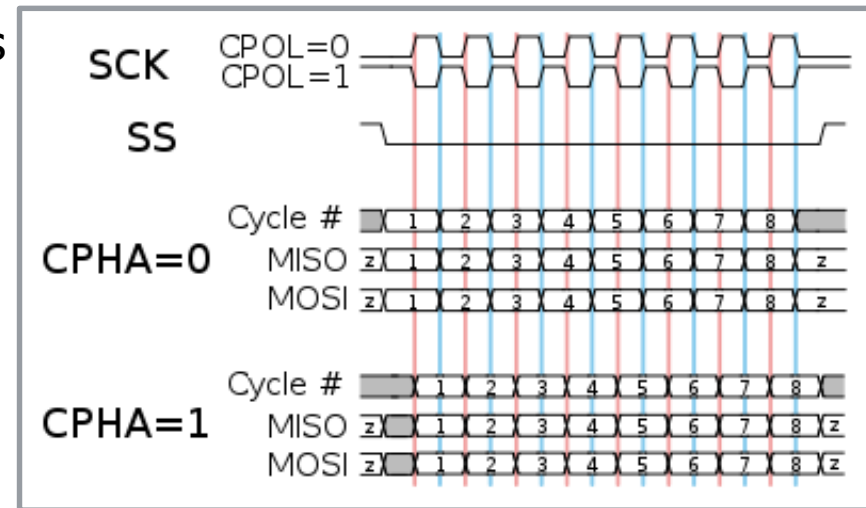 s
CPOL=0
SCK
CPOL=1
SS
Cycle # 1 2 3 4 5 6 7 8
CPHA=0
MISO z 1 2 3 4 5 6 7 8 z
MOSI z 1 2 3 4 5 6 7 8 z
Cycle # 1 2 3 4 5 6 7 8
CPHA=1
MISO z 1 2 3 4 5 6 7 8 z
MOSI z 1 2 3 4 5 6 7 8 z